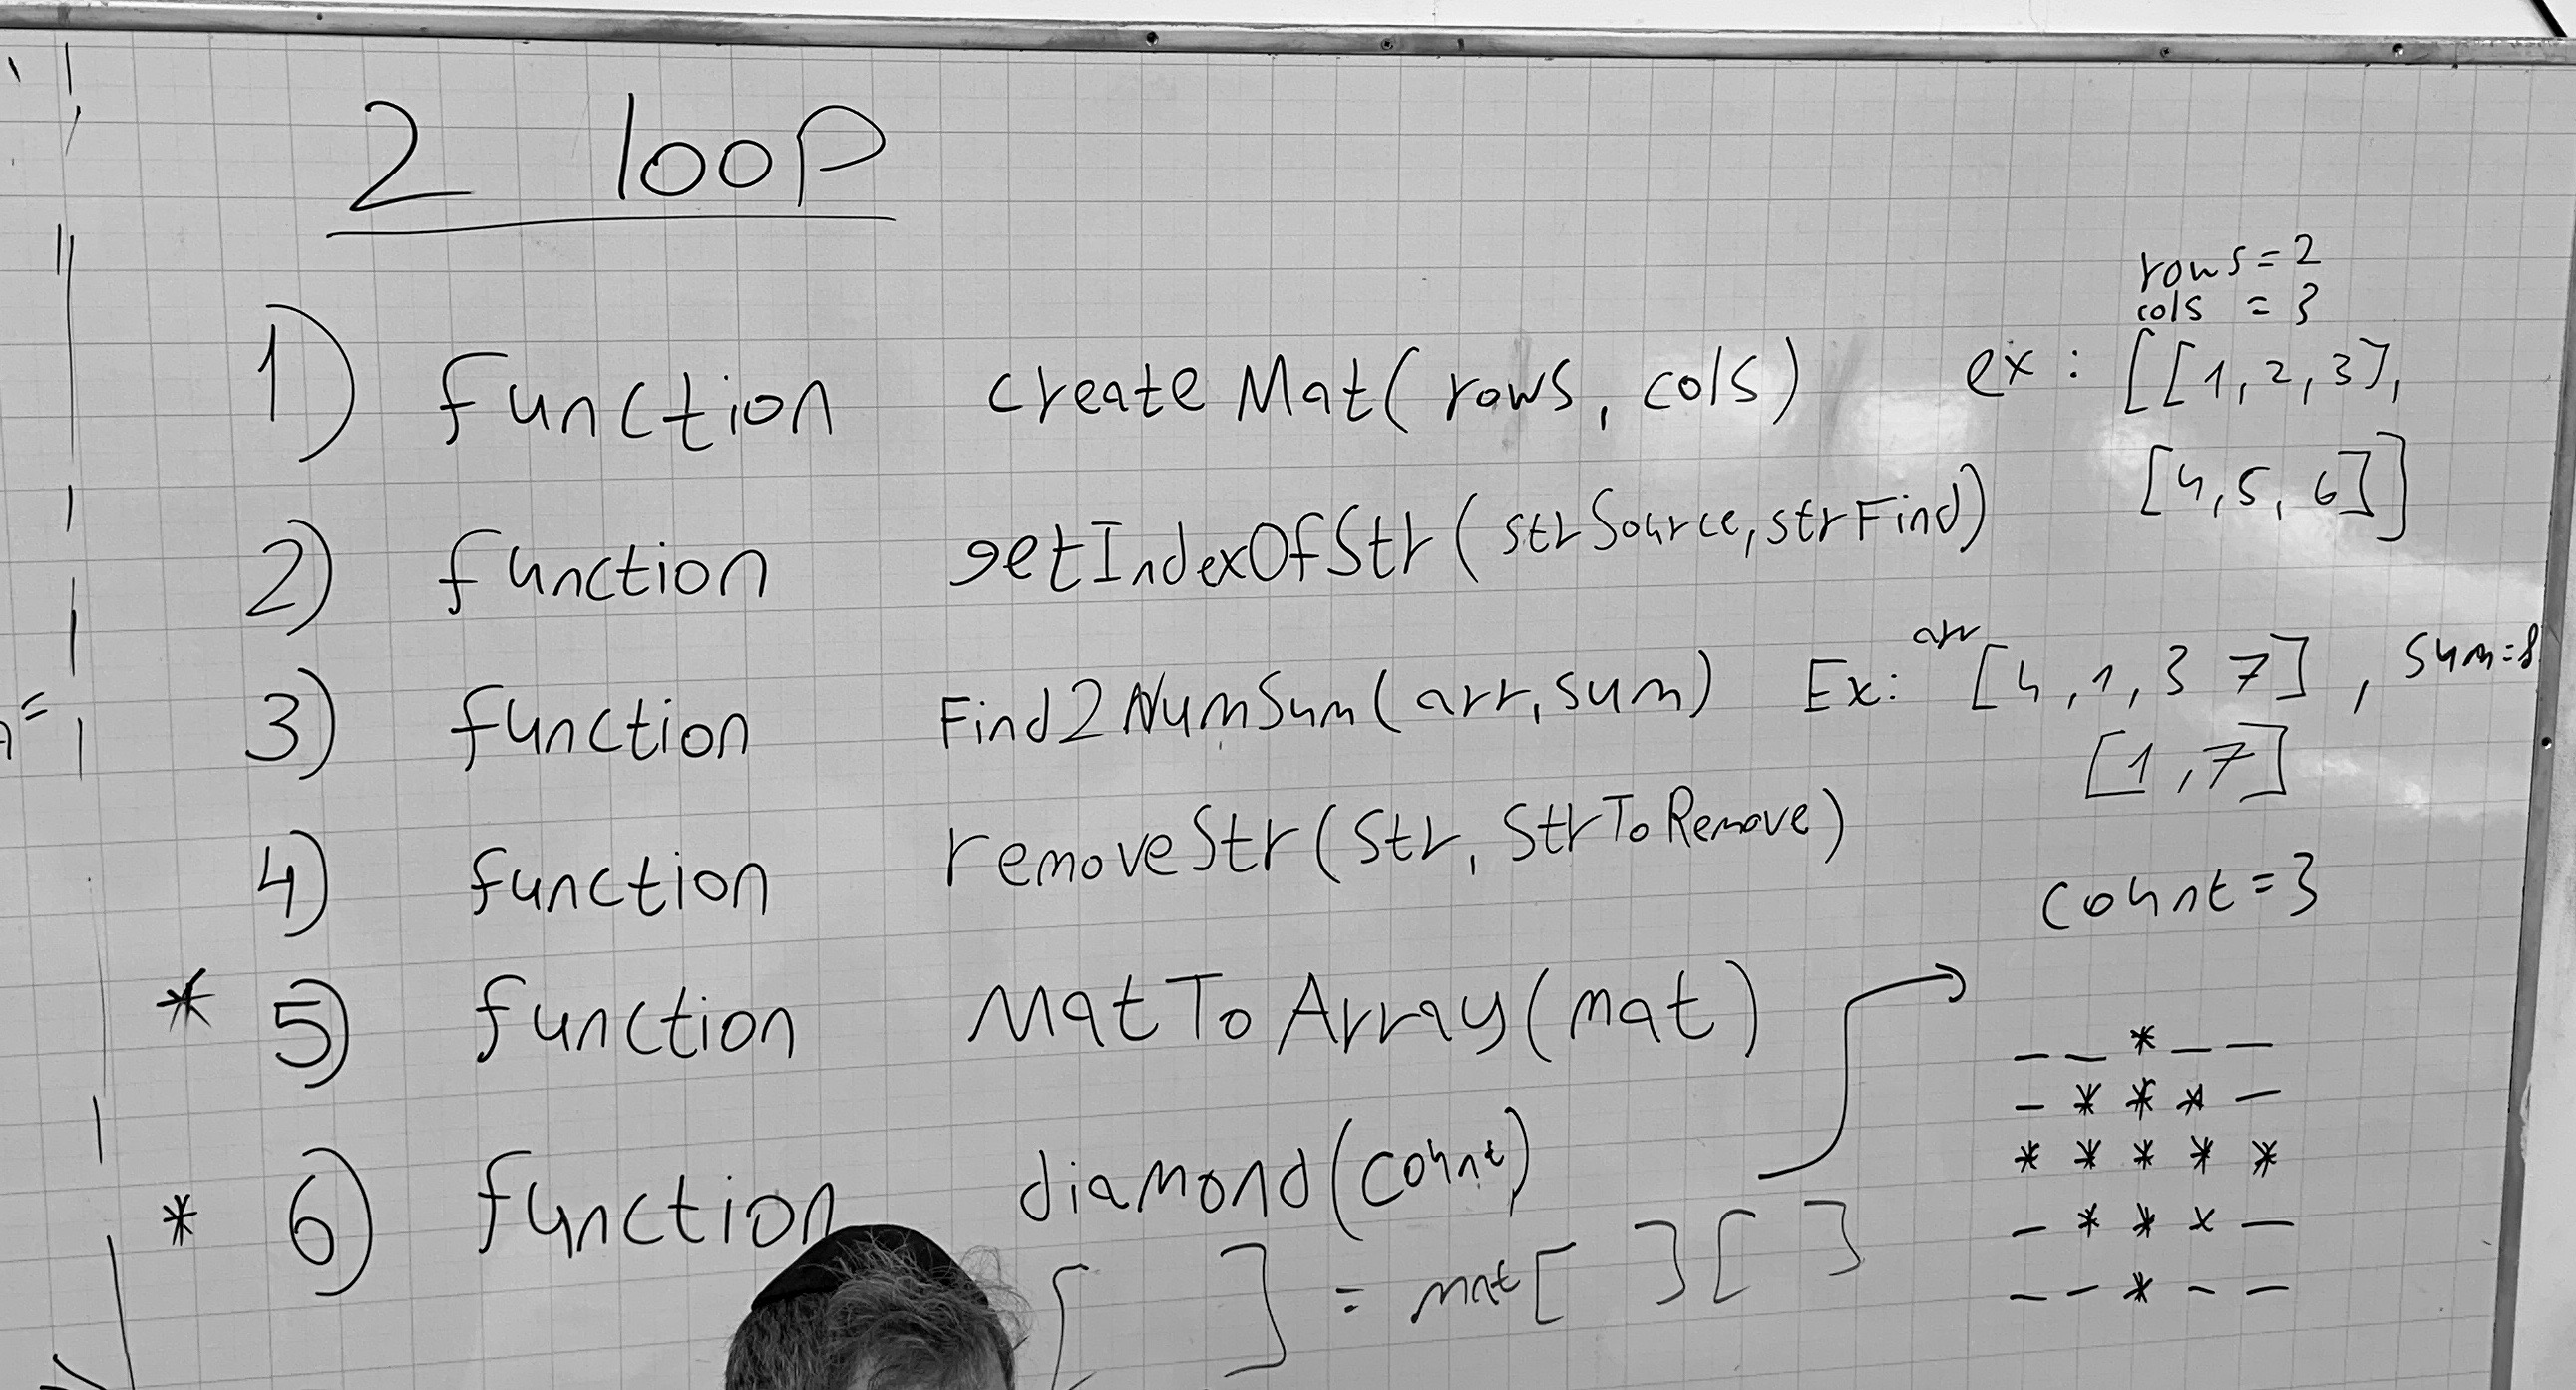 2 loop
rows=2
cols = 3
1) function createMat(rows, cols) ex: [[1,2,3],
[4,5,6]]
2) function getIndexOfStr(strSource,strFind)
3) function Find2NumSum(arr,sum) Ex: arr [4,1,3 7], sum=8
[1,7]
4) function removeStr(Str, StrToRemove)
count=3
* 5) function MatToArray(mat)
* 6) function diamond(count)
[ ] = mat[ ][ ]
_ _ * _ _
_ * * * _
* * * * *
_ * * * _
_ _ * _ _